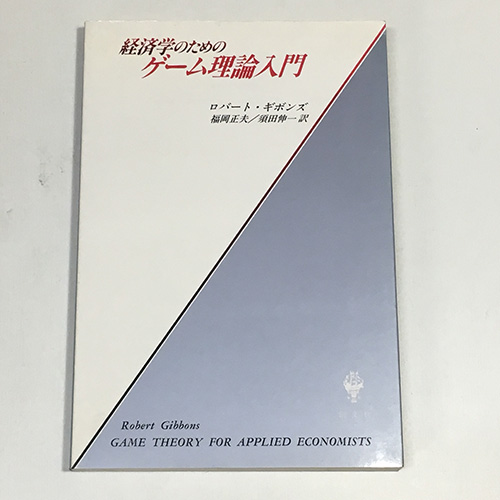 経済学のための
ゲーム理論入門
ロバート・ギボンズ
福岡正夫／須田伸一訳
Robert Gibbons
GAME THEORY FOR APPLIED ECONOMISTS